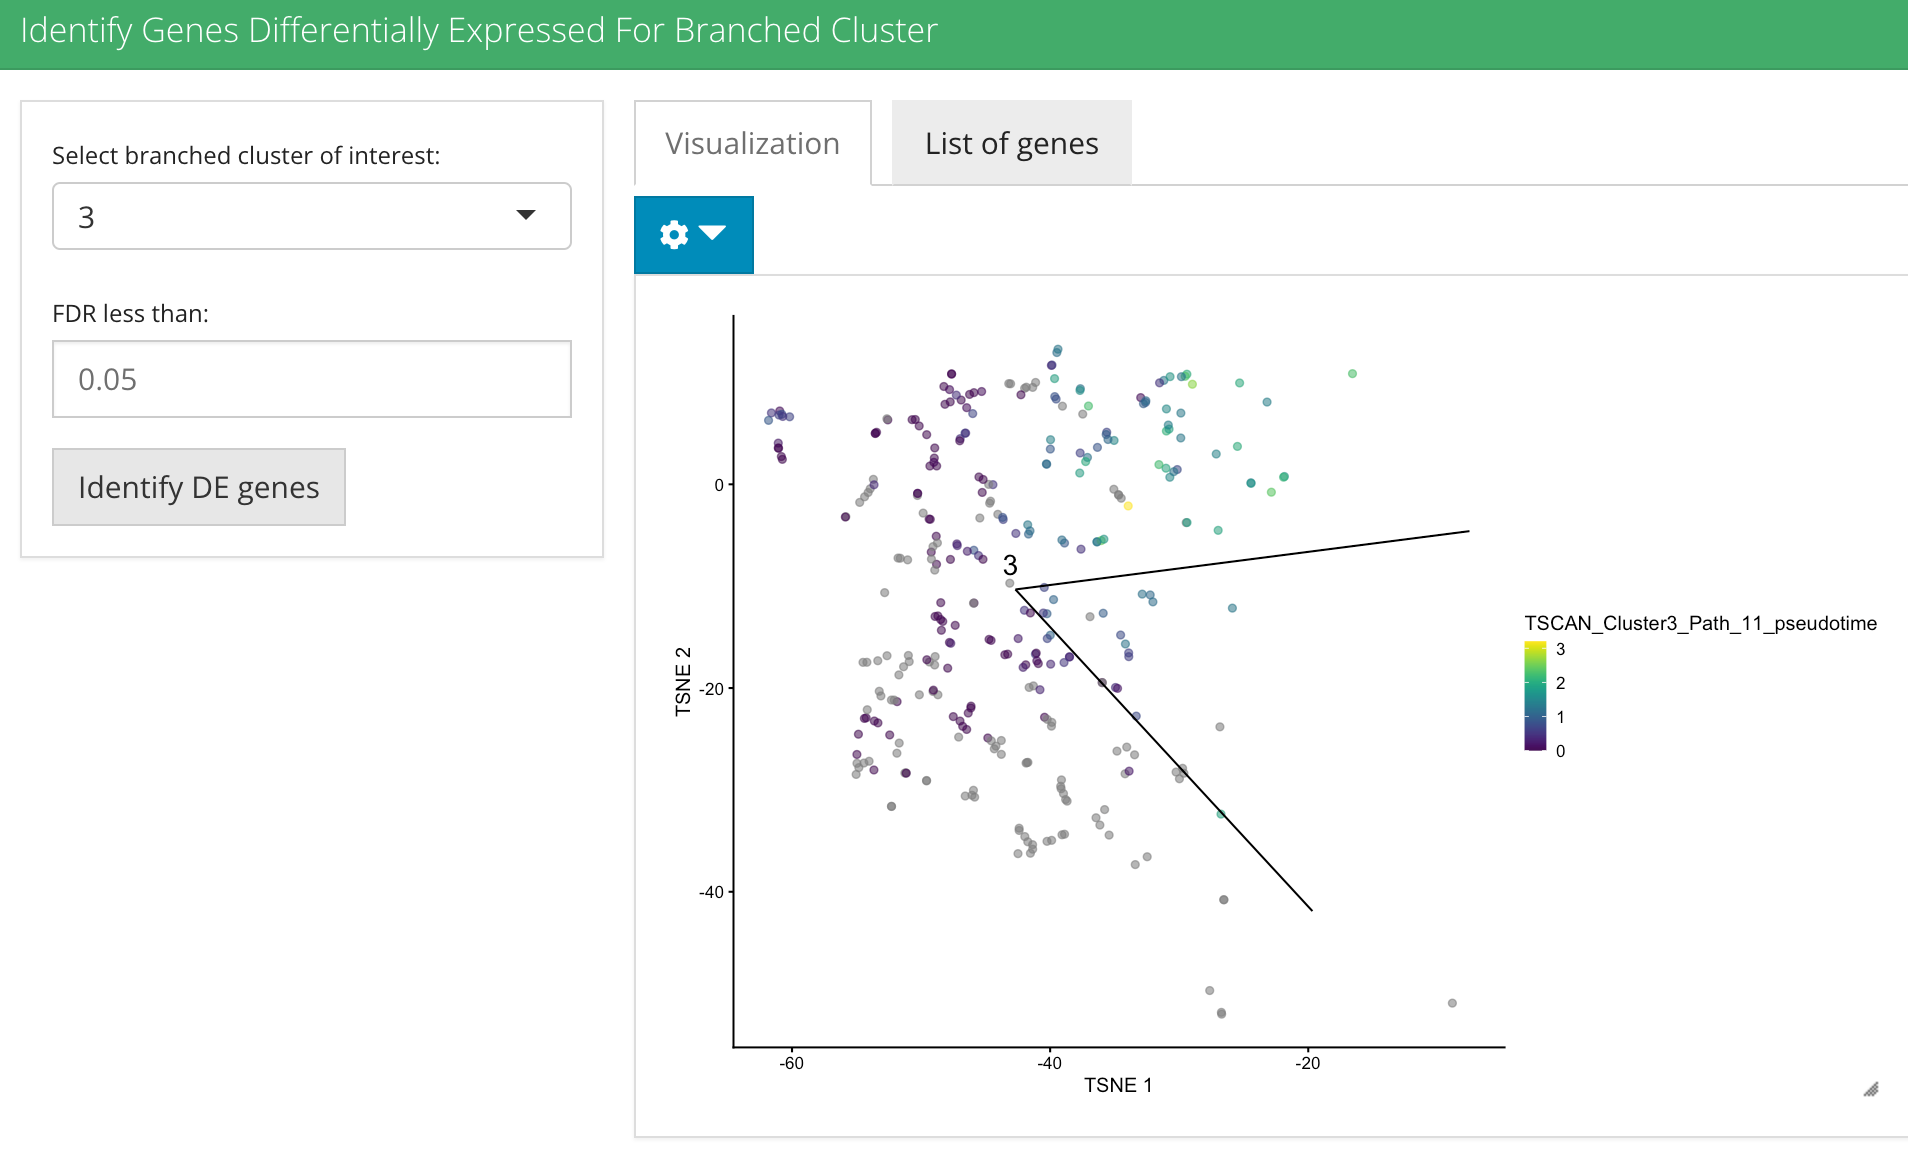 Identify Genes Differentially Expressed For Branched Cluster
Select branched cluster of interest:
3
FDR less than:
0.05
Identify DE genes
Visualization
List of genes
0
-20
-40
TSNE 2
3
-60
-40
-20
TSNE 1
TSCAN_Cluster3_Path_11_pseudotime
3
2
1
0